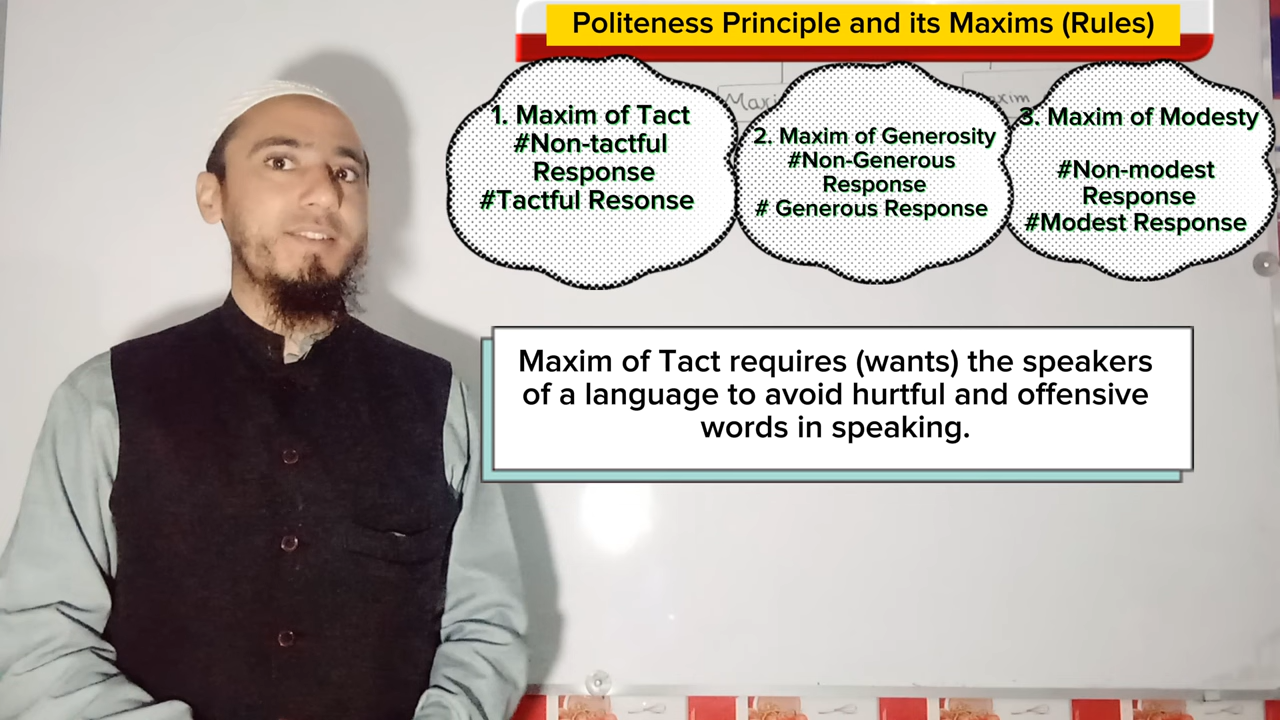 Politeness Principle and its Maxims (Rules)
1. Maxim of Tact
#Non-tactful
Response
#Tactful Resonse
2. Maxim of Generosity
#Non-Generous
Response
# Generous Response
3. Maxim of Modesty
#Non-modest
Response
#Modest Response
Maxim of Tact requires (wants) the speakers
of a language to avoid hurtful and offensive
words in speaking.